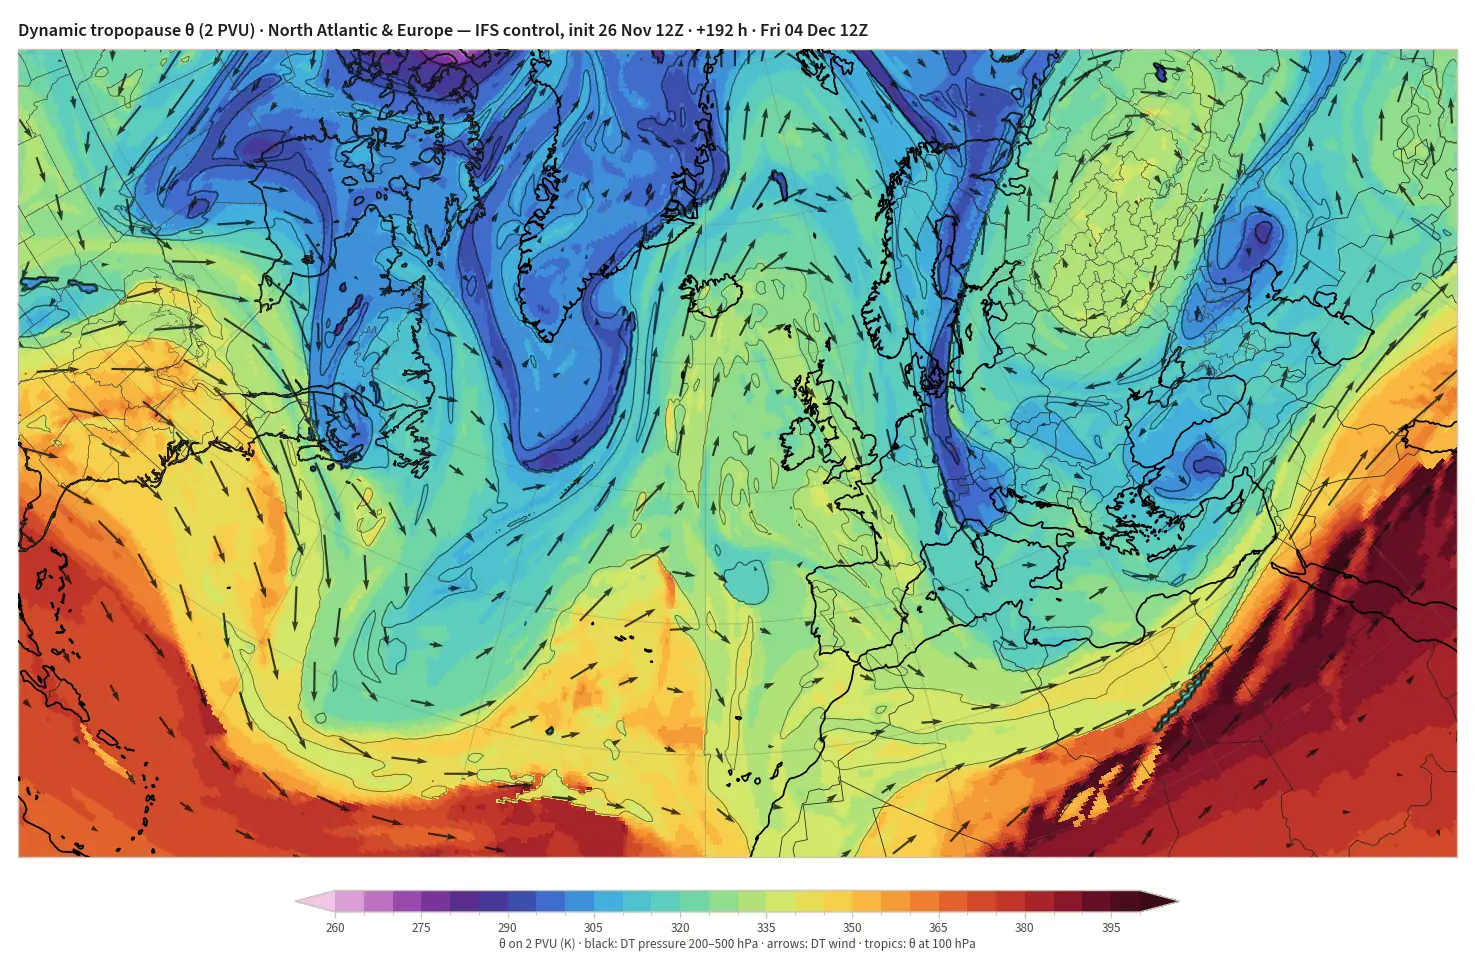 Dynamic tropopause θ (2 PVU) · North Atlantic & Europe — IFS control, init 26 Nov 12Z · +192 h · Fri 04 Dec 12Z
260 275 290 305 320 335 350 365 380 395
θ on 2 PVU (K) · black: DT pressure 200–500 hPa · arrows: DT wind · tropics: θ at 100 hPa